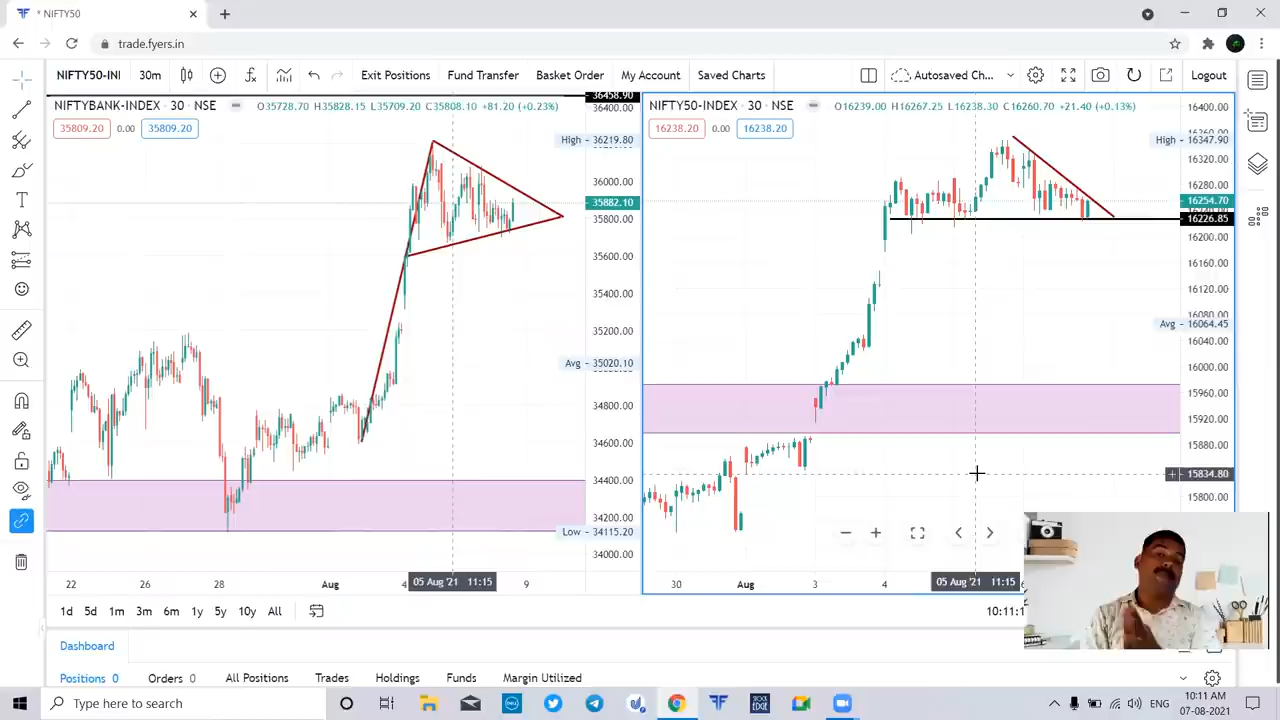 * NIFTY50
trade.fyers.in
NIFTY50-INI 30m Exit Positions Fund Transfer Basket Order My Account Saved Charts Autosaved Ch... Logout
NIFTYBANK-INDEX · 30 · NSE O35728.70 H35828.15 L35709.20 C35808.10 +81.20 (+0.23%)
35809.20 0.00 35809.20
36458.90
36400.00
High - 36219.80
36000.00
35882.10
35800.00
35600.00
35400.00
35200.00
Avg - 35020.10
34800.00
34600.00
34400.00
34200.00
Low - 34115.20
34000.00
22 26 28 Aug 4 05 Aug '21 11:15 9
NIFTY50-INDEX · 30 · NSE O16239.00 H16267.25 L16238.30 C16260.70 +21.40 (+0.13%)
16238.20 0.00 16238.20
16400.00
High - 16347.90
16320.00
16280.00
16254.70
16226.85
16200.00
16160.00
16120.00
16080.00
Avg - 16064.45
16040.00
16000.00
15960.00
15920.00
15880.00
15834.80
15800.00
30 Aug 3 4 05 Aug '21 11:15
1d 5d 1m 3m 6m 1y 5y 10y All 10:11:1
Dashboard
Positions 0 Orders 0 All Positions Trades Holdings Funds Margin Utilized
Type here to search
ENG
10:11 AM
07-08-2021